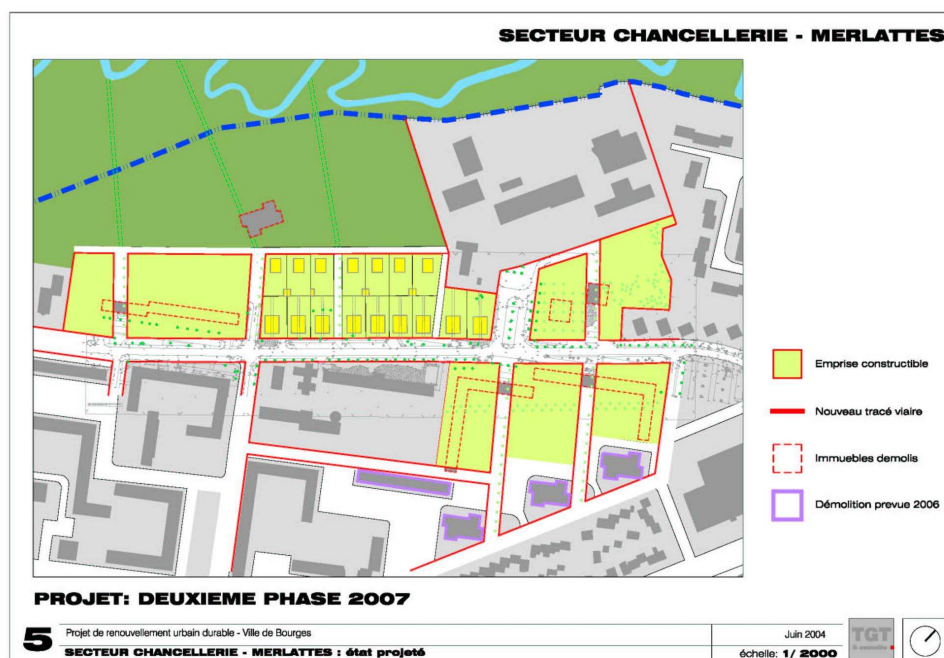 SECTEUR CHANCELLERIE - MERLATTES
Emprise constructible
Nouveau tracé viaire
Immeubles demolis
Démolition prevue 2006
PROJET: DEUXIEME PHASE 2007
5
Projet de renouvellement urbain durable - Ville de Bourges
SECTEUR CHANCELLERIE - MERLATTES : état projeté
Juin 2004
échelle: 1/ 2000
TGT